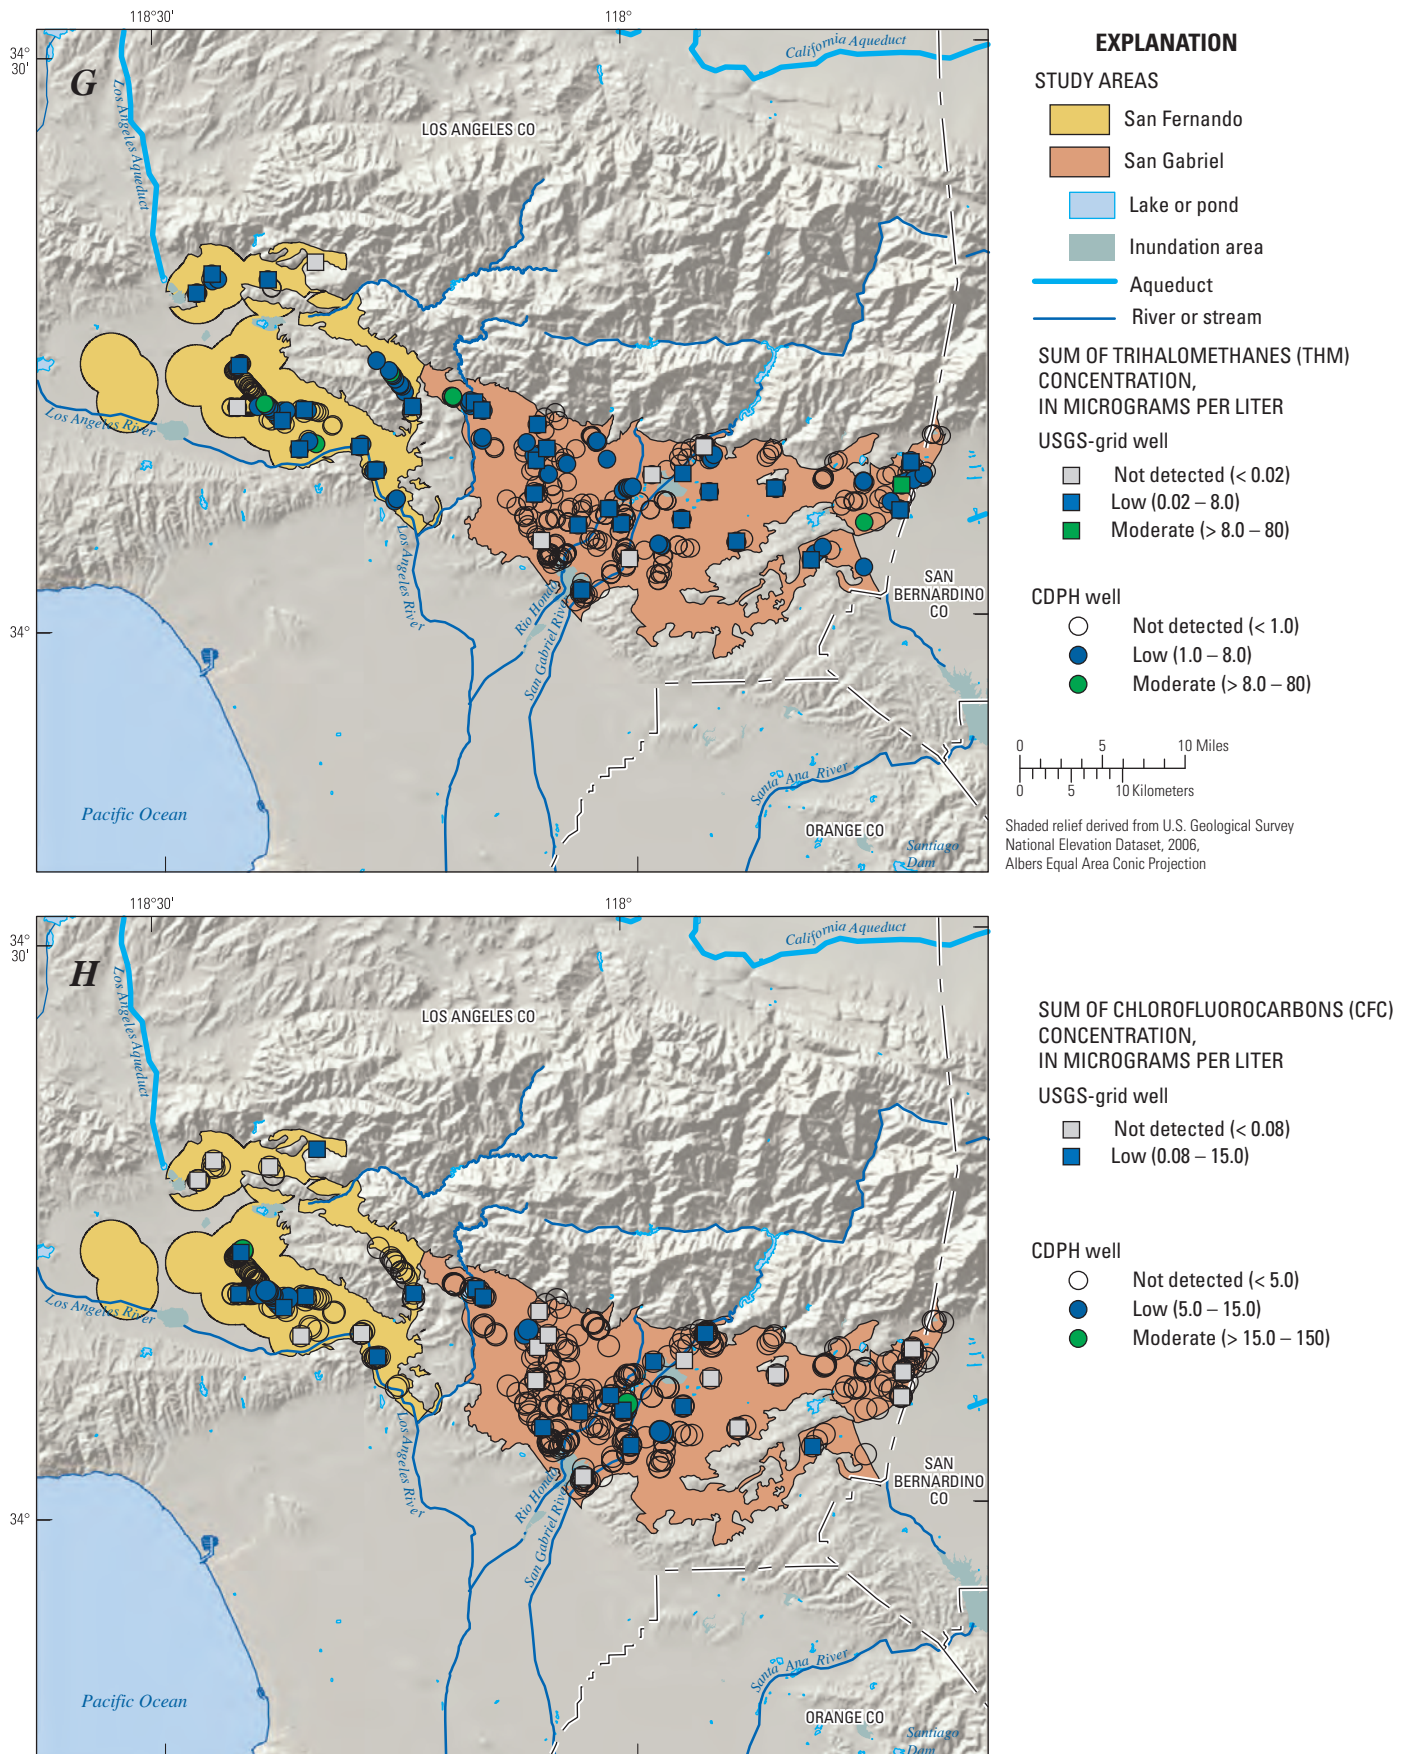 118°30'
118°
34°
30'
G
California Aqueduct
Los Angeles Aqueduct
LOS ANGELES CO
Los Angeles River
Los Angeles River
Rio Hondo
San Gabriel River
SAN
BERNARDINO
CO
34°
Santa Ana River
Pacific Ocean
ORANGE CO
Santiago
Dam
EXPLANATION
STUDY AREAS
San Fernando
San Gabriel
Lake or pond
Inundation area
Aqueduct
River or stream
SUM OF TRIHALOMETHANES (THM)
CONCENTRATION,
IN MICROGRAMS PER LITER
USGS-grid well
Not detected (< 0.02)
Low (0.02 – 8.0)
Moderate (> 8.0 – 80)
CDPH well
Not detected (< 1.0)
Low (1.0 – 8.0)
Moderate (> 8.0 – 80)
0 5 10 Miles
0 5 10 Kilometers
Shaded relief derived from U.S. Geological Survey
National Elevation Dataset, 2006,
Albers Equal Area Conic Projection
118°30'
118°
34°
30'
H
California Aqueduct
Los Angeles Aqueduct
LOS ANGELES CO
Los Angeles River
Los Angeles River
Rio Hondo
San Gabriel River
SAN
BERNARDINO
CO
34°
Santa Ana River
Pacific Ocean
ORANGE CO
Santiago
Dam
SUM OF CHLOROFLUOROCARBONS (CFC)
CONCENTRATION,
IN MICROGRAMS PER LITER
USGS-grid well
Not detected (< 0.08)
Low (0.08 – 15.0)
CDPH well
Not detected (< 5.0)
Low (5.0 – 15.0)
Moderate (> 15.0 – 150)